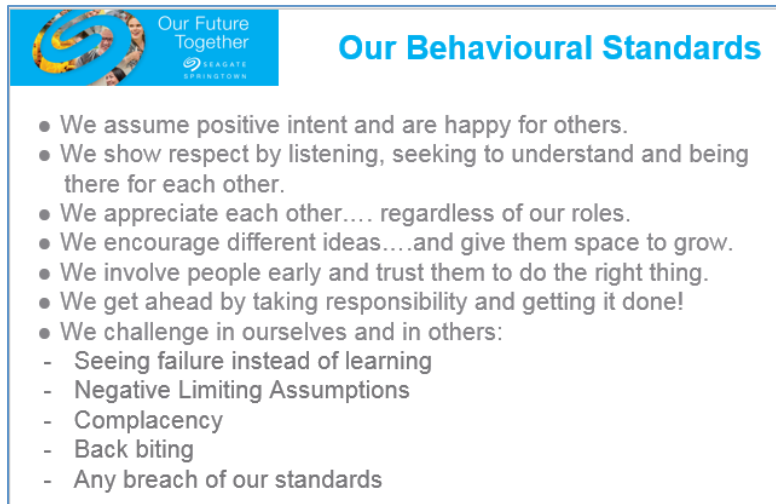 Our Future
Together
SEAGATE
SPRINGTOWN
Our Behavioural Standards
● We assume positive intent and are happy for others.
● We show respect by listening, seeking to understand and being
there for each other.
● We appreciate each other…. regardless of our roles.
● We encourage different ideas….and give them space to grow.
● We involve people early and trust them to do the right thing.
● We get ahead by taking responsibility and getting it done!
● We challenge in ourselves and in others:
- Seeing failure instead of learning
- Negative Limiting Assumptions
- Complacency
- Back biting
- Any breach of our standards